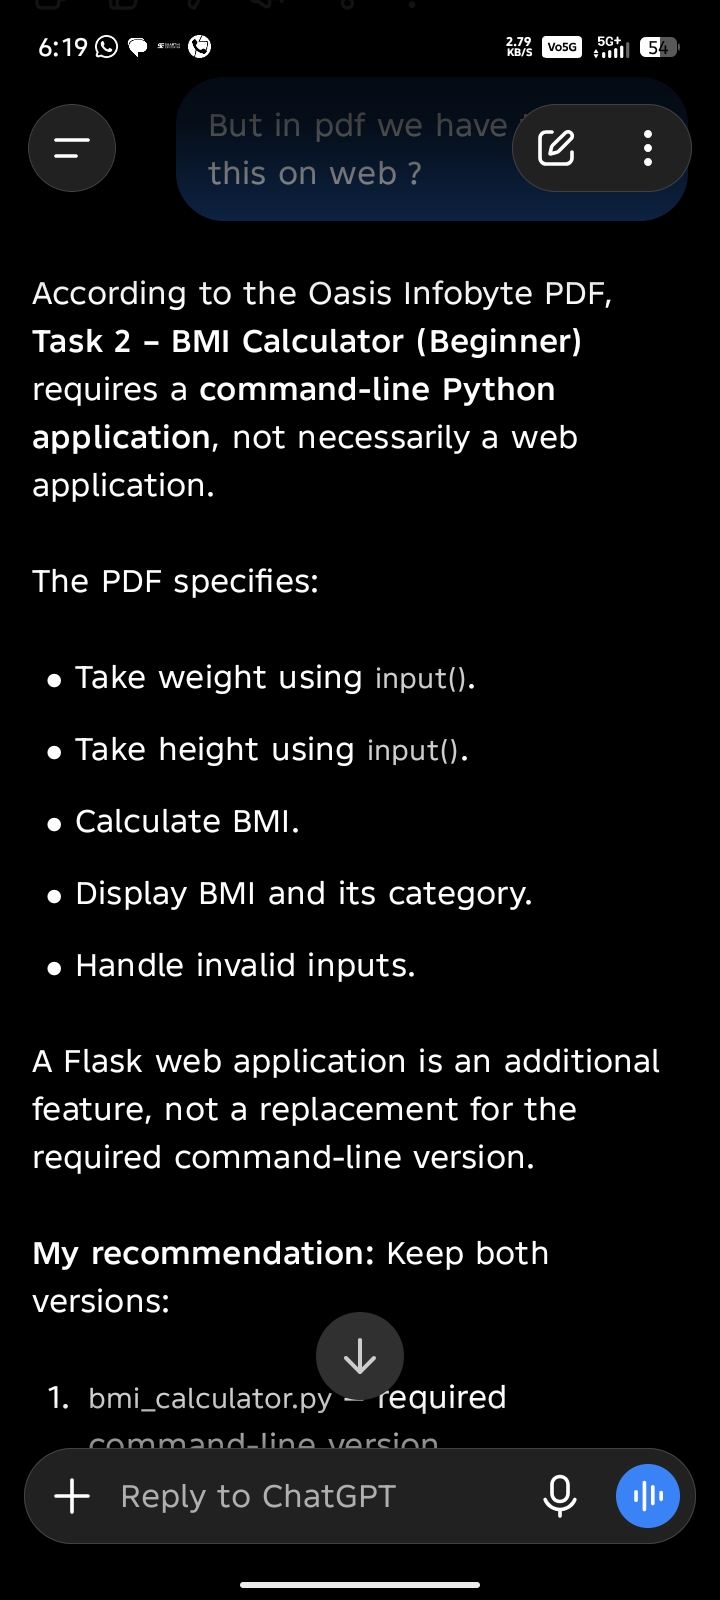 6:19
2.79
KB/S
Vo5G
5G+
54
But in pdf we have
this on web ?
According to the Oasis Infobyte PDF,
Task 2 – BMI Calculator (Beginner)
requires a command-line Python
application, not necessarily a web
application.
The PDF specifies:
• Take weight using input().
• Take height using input().
• Calculate BMI.
• Display BMI and its category.
• Handle invalid inputs.
A Flask web application is an additional
feature, not a replacement for the
required command-line version.
My recommendation: Keep both
versions:
1. bmi_calculator.py – required
command-line version
Reply to ChatGPT